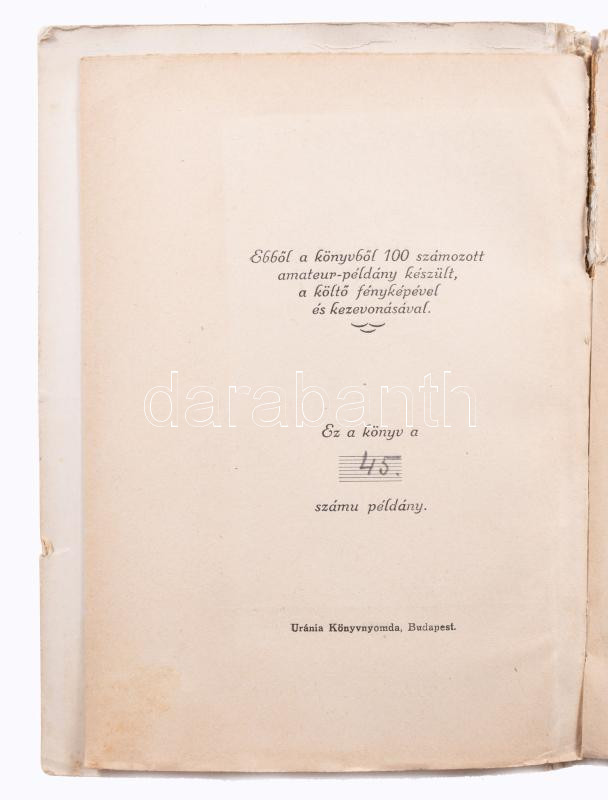 Ebből a könyvből 100 számozott
amateur-példány készült,
a költő fényképével
és kezevonásával.
darabanth
Ez a könyv a
45.
számu példány.
Uránia Könyvnyomda, Budapest.